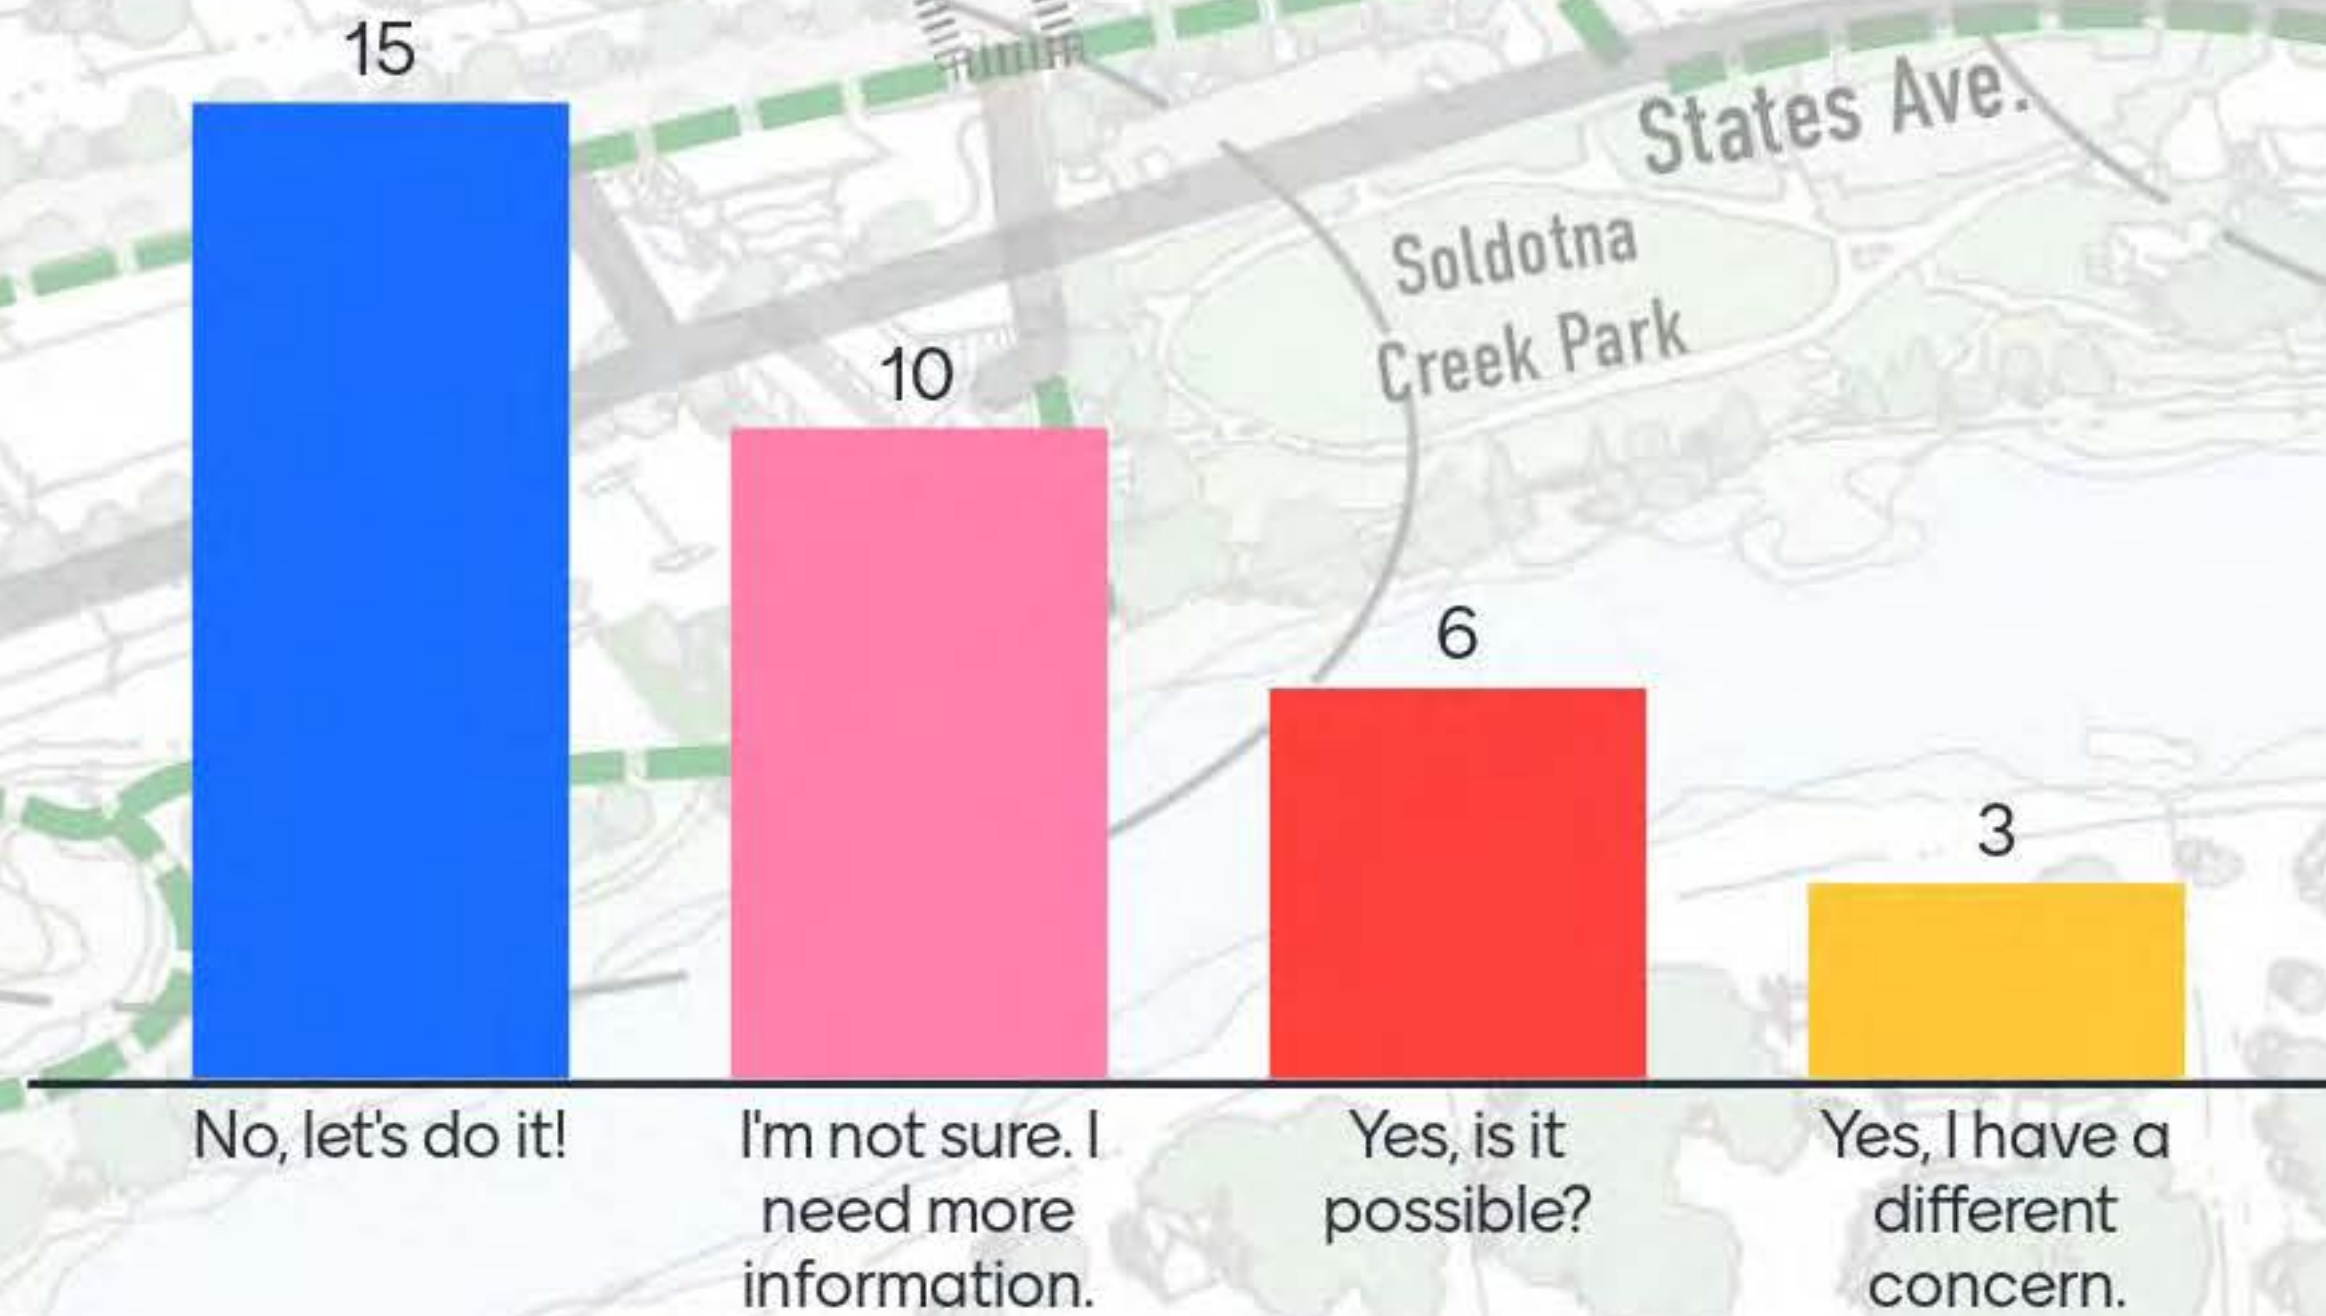 15
States Ave.
Soldotna
Creek Park
10
6
3
No, let's do it!
I'm not sure. I
need more
information.
Yes, is it
possible?
Yes, I have a
different
concern.